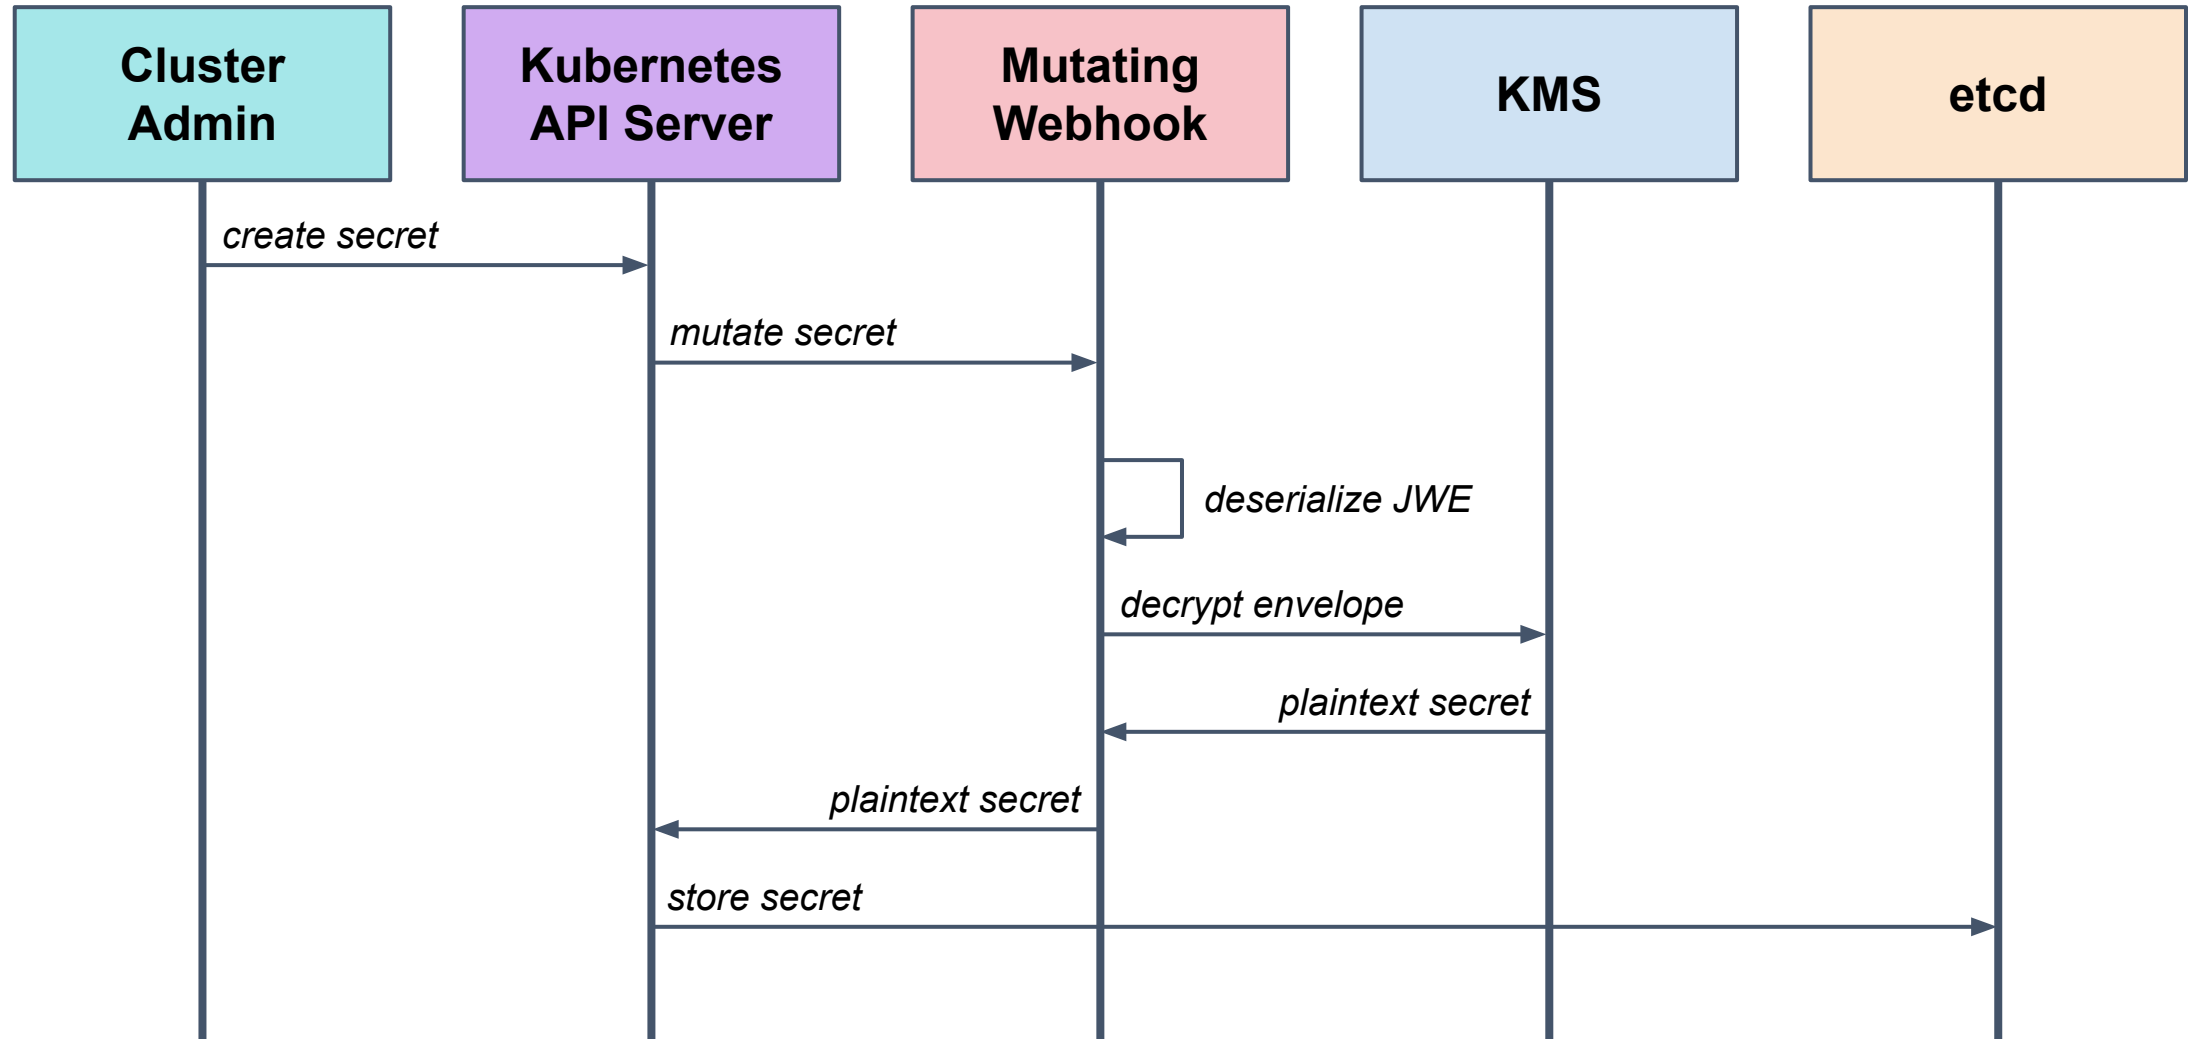 Cluster
Admin
Kubernetes
API Server
Mutating
Webhook
KMS
etcd
create secret
mutate secret
deserialize JWE
decrypt envelope
plaintext secret
plaintext secret
store secret